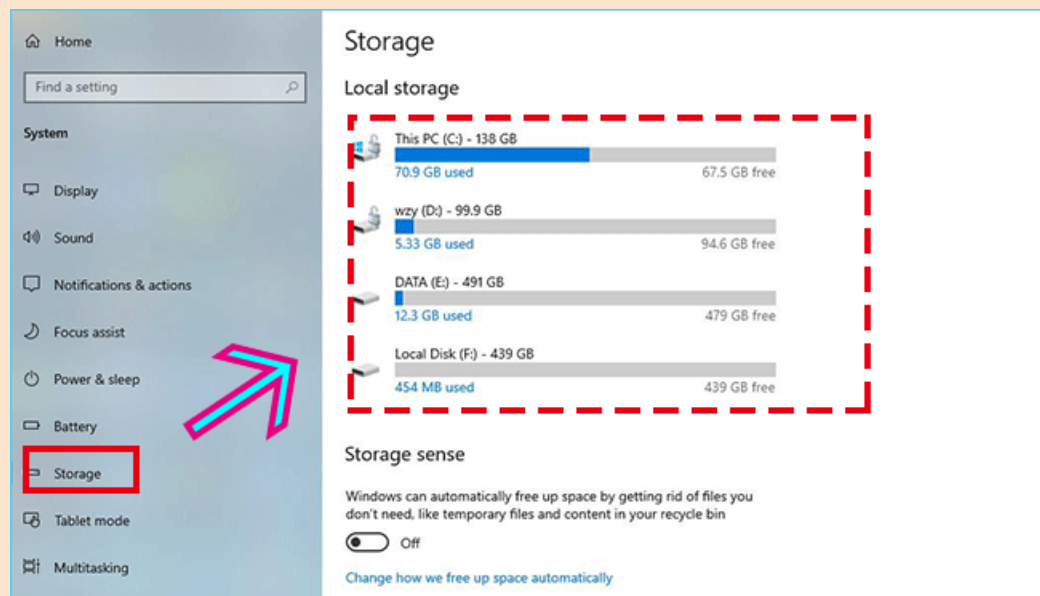 Home
Find a setting
System
Display
Sound
Notifications & actions
Focus assist
Power & sleep
Battery
Storage
Tablet mode
Multitasking
Storage
Local storage
This PC (C:) - 138 GB
70.9 GB used 67.5 GB free
wzy (D:) - 99.9 GB
5.33 GB used 94.6 GB free
DATA (E:) - 491 GB
12.3 GB used 479 GB free
Local Disk (F:) - 439 GB
454 MB used 439 GB free
Storage sense
Windows can automatically free up space by getting rid of files you
don't need, like temporary files and content in your recycle bin
Off
Change how we free up space automatically